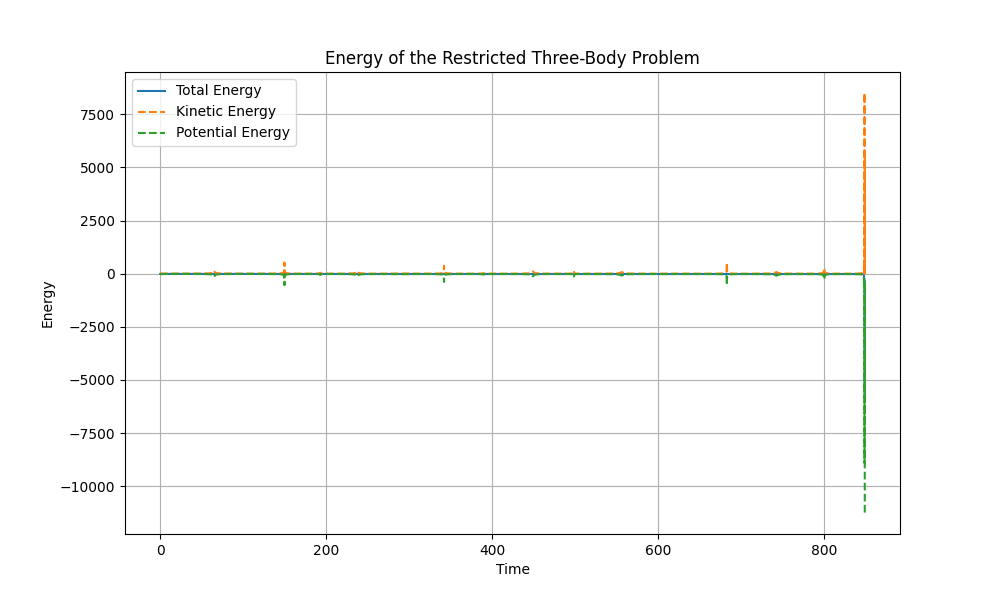 Energy of the Restricted Three-Body Problem
Total Energy
Kinetic Energy
Potential Energy
7500
5000
2500
0
−2500
−5000
−7500
−10000
Energy
0 200 400 600 800
Time